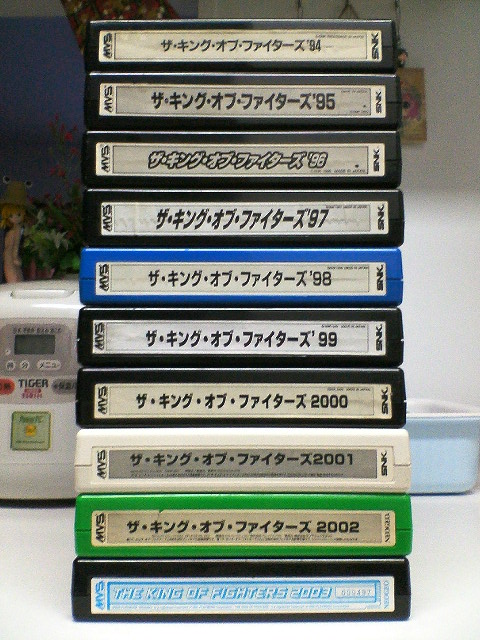 MVS ザ・キング・オブ・ファイターズ'94 SNK
MVS ザ・キング・オブ・ファイターズ'95 SNK
MVS ザ・キング・オブ・ファイターズ'96 SNK
MVS ザ・キング・オブ・ファイターズ'97 SNK
MVS ザ・キング・オブ・ファイターズ'98 SNK
MVS ザ・キング・オブ・ファイターズ'99 SNK
MVS ザ・キング・オブ・ファイターズ 2000 SNK
MVS ザ・キング・オブ・ファイターズ2001 SNK
MVS ザ・キング・オブ・ファイターズ 2002 NEOGEO
MVS THE KING OF FIGHTERS 2003 NEOGEO
時 分 メニュー
TIGER